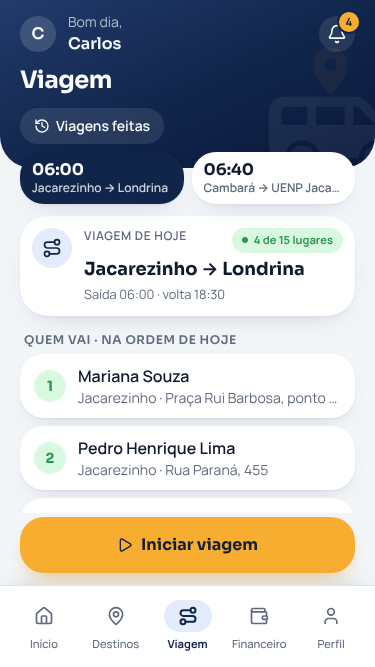 C
Bom dia,
Carlos
4
Viagem
Viagens feitas
06:00
Jacarezinho → Londrina
06:40
Cambará → UENP Jaca...
VIAGEM DE HOJE
4 de 15 lugares
Jacarezinho → Londrina
Saída 06:00 · volta 18:30
QUEM VAI · NA ORDEM DE HOJE
1
Mariana Souza
Jacarezinho · Praça Rui Barbosa, ponto ...
2
Pedro Henrique Lima
Jacarezinho · Rua Paraná, 455
Iniciar viagem
Início
Destinos
Viagem
Financeiro
Perfil